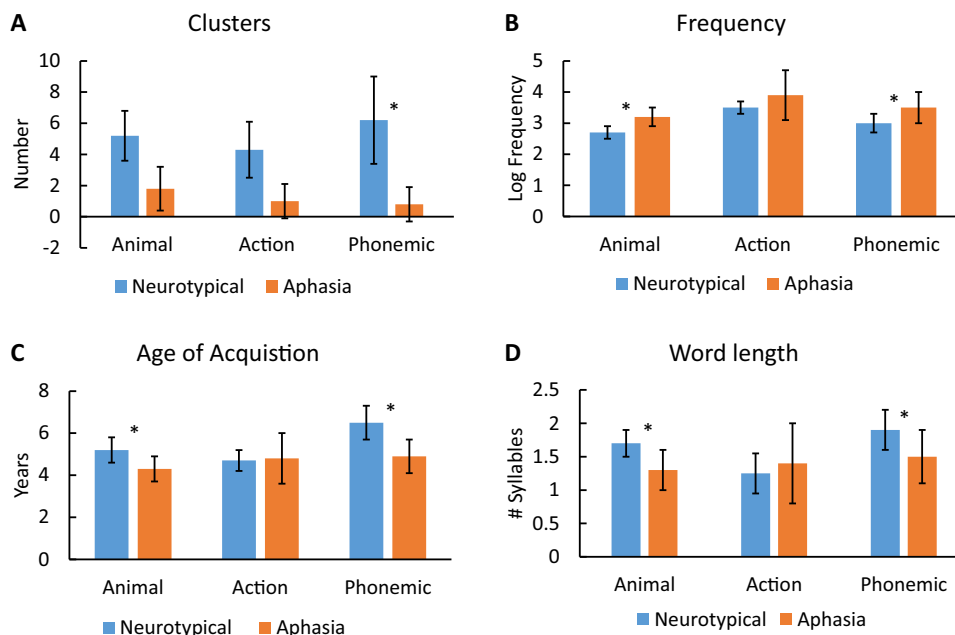 A
Clusters
10
8
6
4
2
0
-2
Number
*
Animal
Action
Phonemic
Neurotypical
Aphasia
B
Frequency
5
4
3
2
1
0
Log Frequency
*
*
Animal
Action
Phonemic
Neurotypical
Aphasia
C
Age of Acquistion
8
6
4
2
0
Years
*
*
Animal
Action
Phonemic
Neurotypical
Aphasia
D
Word length
2.5
2
1.5
1
0.5
0
# Syllables
*
*
Animal
Action
Phonemic
Neurotypical
Aphasia